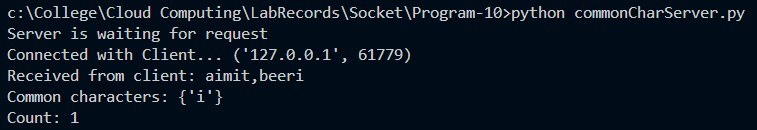 c:\College\Cloud Computing\LabRecords\Socket\Program-10>python commonCharServer.py
Server is waiting for request
Connected with Client... ('127.0.0.1', 61779)
Received from client: aimit,beeri
Common characters: {'i'}
Count: 1